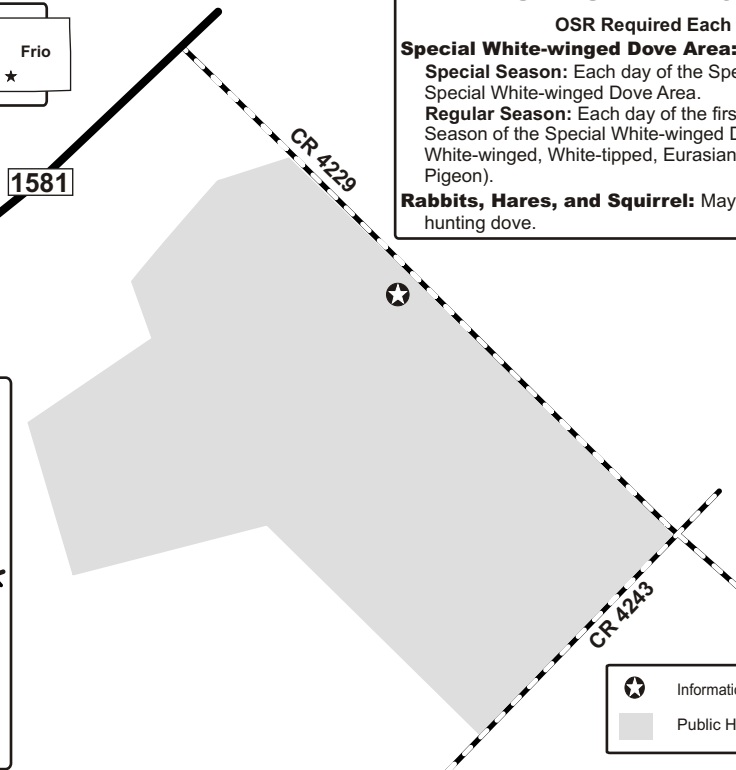 Frio
1581
CR 4229
OSR Required Each
Special White-winged Dove Area:
Special Season: Each day of the Spe
Special White-winged Dove Area.
Regular Season: Each day of the firs
Season of the Special White-winged D
White-winged, White-tipped, Eurasian
Pigeon).
Rabbits, Hares, and Squirrel: May
hunting dove.
CR 4243
Informatio
Public H